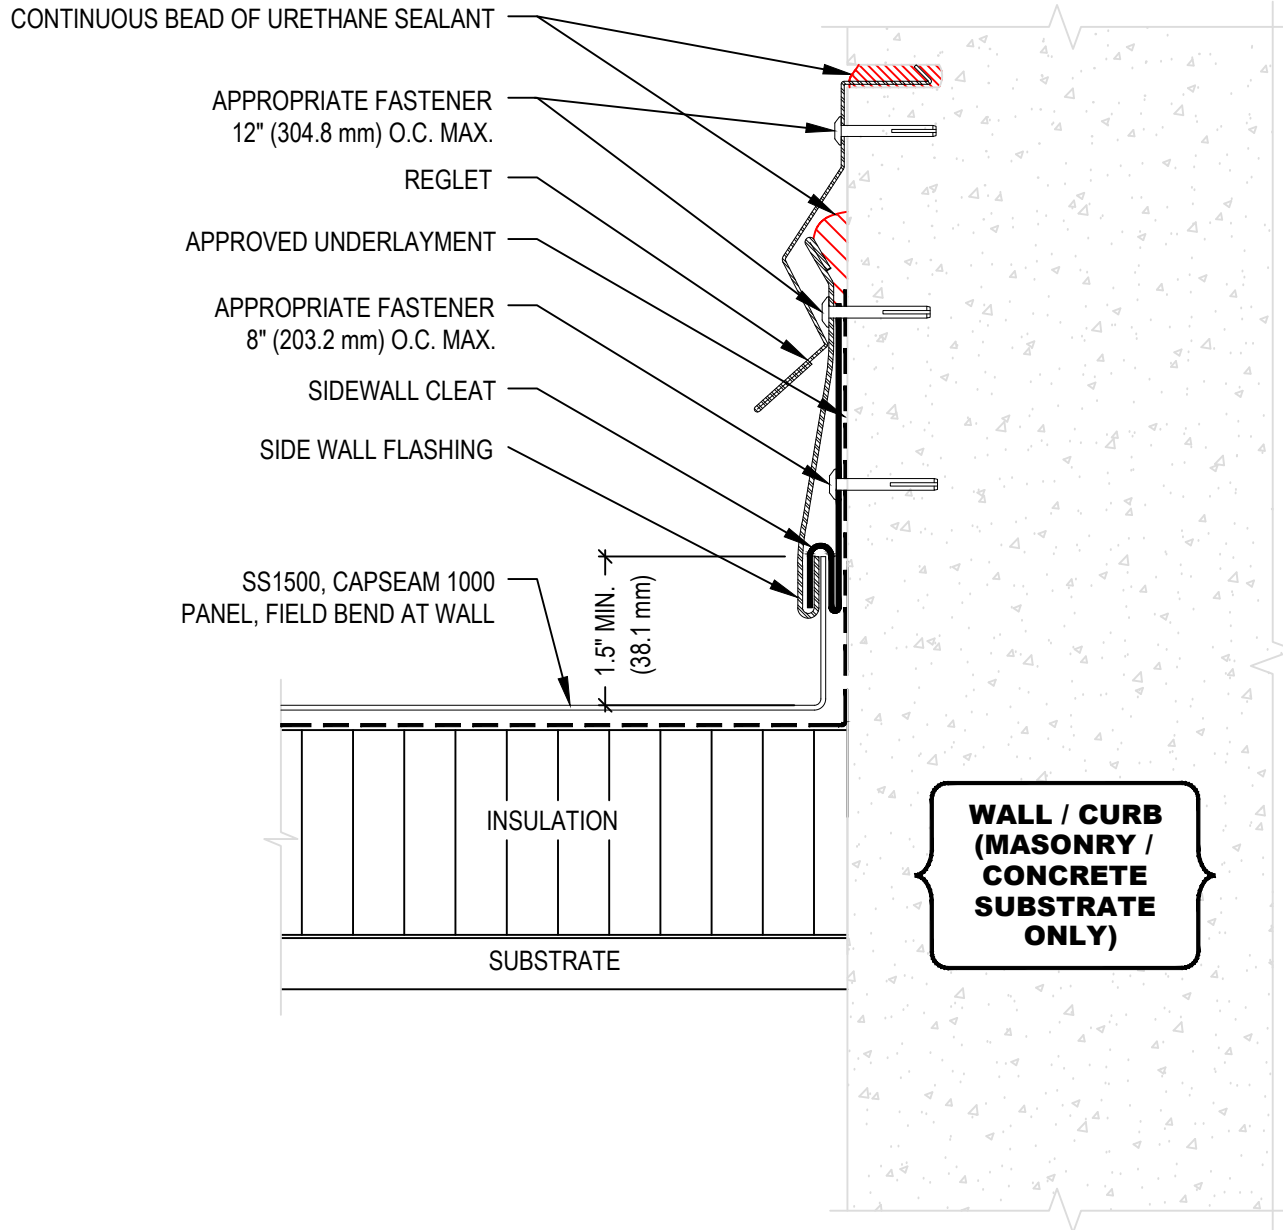 CONTINUOUS BEAD OF URETHANE SEALANT
APPROPRIATE FASTENER
12" (304.8 mm) O.C. MAX.
REGLET
APPROVED UNDERLAYMENT
APPROPRIATE FASTENER
8" (203.2 mm) O.C. MAX.
SIDEWALL CLEAT
SIDE WALL FLASHING
SS1500, CAPSEAM 1000
PANEL, FIELD BEND AT WALL
1.5" MIN.
(38.1 mm)
INSULATION
SUBSTRATE
WALL / CURB
(MASONRY /
CONCRETE
SUBSTRATE
ONLY)